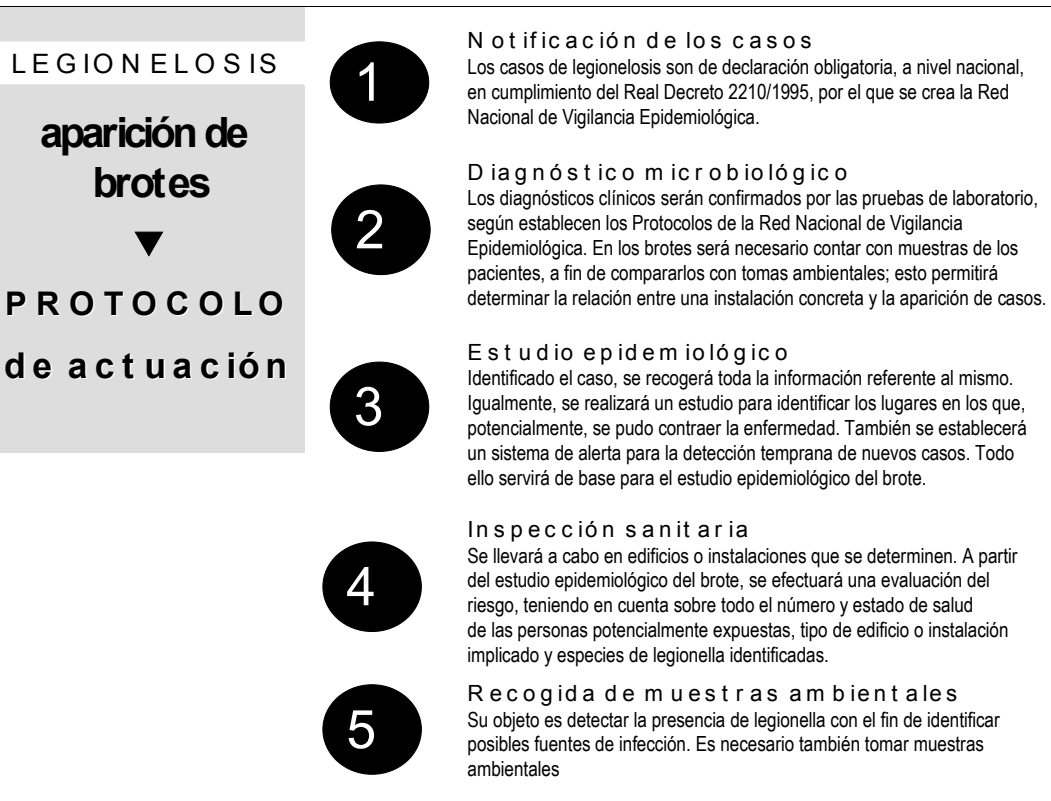 LEGIONELOSIS
aparición de
brotes
▼
PROTOCOLO
de actuación
1
Notificación de los casos
Los casos de legionelosis son de declaración obligatoria, a nivel nacional,
en cumplimiento del Real Decreto 2210/1995, por el que se crea la Red
Nacional de Vigilancia Epidemiológica.
2
Diagnóstico microbiológico
Los diagnósticos clínicos serán confirmados por las pruebas de laboratorio,
según establecen los Protocolos de la Red Nacional de Vigilancia
Epidemiológica. En los brotes será necesario contar con muestras de los
pacientes, a fin de compararlos con tomas ambientales; esto permitirá
determinar la relación entre una instalación concreta y la aparición de casos.
3
Estudio epidemiológico
Identificado el caso, se recogerá toda la información referente al mismo.
Igualmente, se realizará un estudio para identificar los lugares en los que,
potencialmente, se pudo contraer la enfermedad. También se establecerá
un sistema de alerta para la detección temprana de nuevos casos. Todo
ello servirá de base para el estudio epidemiológico del brote.
4
Inspección sanitaria
Se llevará a cabo en edificios o instalaciones que se determinen. A partir
del estudio epidemiológico del brote, se efectuará una evaluación del
riesgo, teniendo en cuenta sobre todo el número y estado de salud
de las personas potencialmente expuestas, tipo de edificio o instalación
implicado y especies de legionella identificadas.
5
Recogida de muestras ambientales
Su objeto es detectar la presencia de legionella con el fin de identificar
posibles fuentes de infección. Es necesario también tomar muestras
ambientales